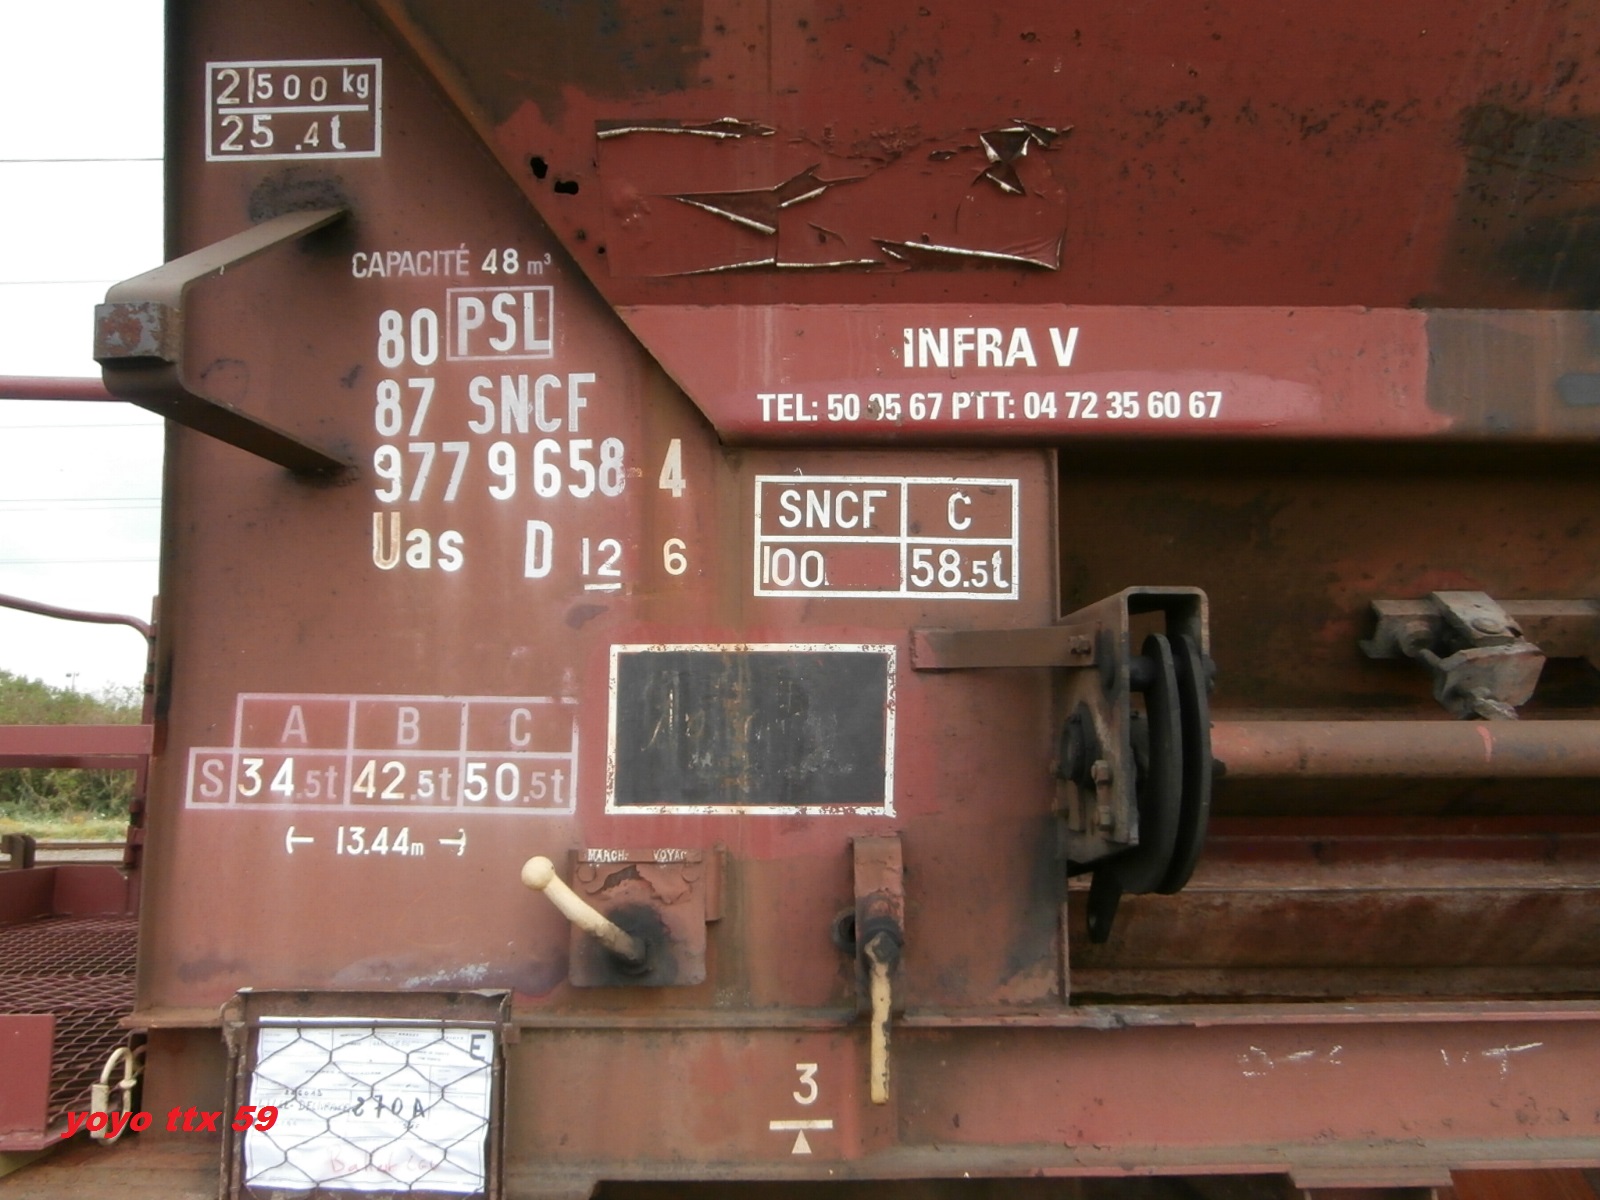 21500 kg
25.4t
CAPACITÉ 48 m³
80 PSL
87 SNCF
977 9 658-4
Uas D 12 6
INFRA V
TEL: 50 05 67 PTT: 04 72 35 60 67
SNCF C
100 58.5t
A B C
S 34.5t 42.5t 50.5t
13.44m
MARCH. VOYAG
3
E
270A
yoyo ttx 59